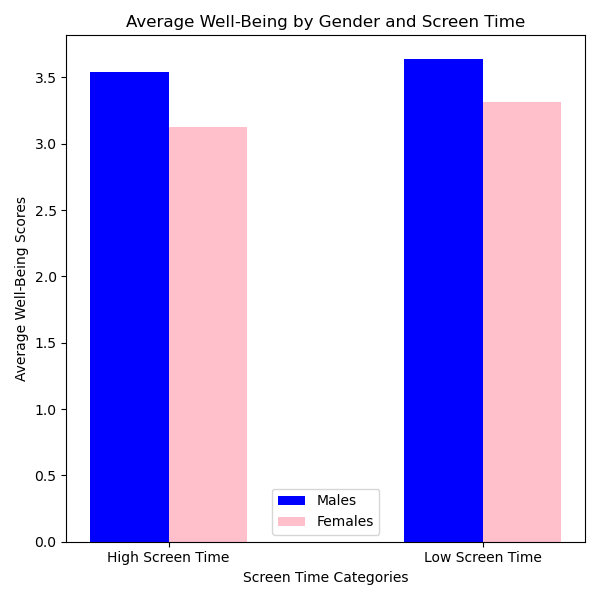 Average Well-Being by Gender and Screen Time
Average Well-Being Scores
3.5
3.0
2.5
2.0
1.5
1.0
0.5
0.0
Males
Females
High Screen Time
Low Screen Time
Screen Time Categories